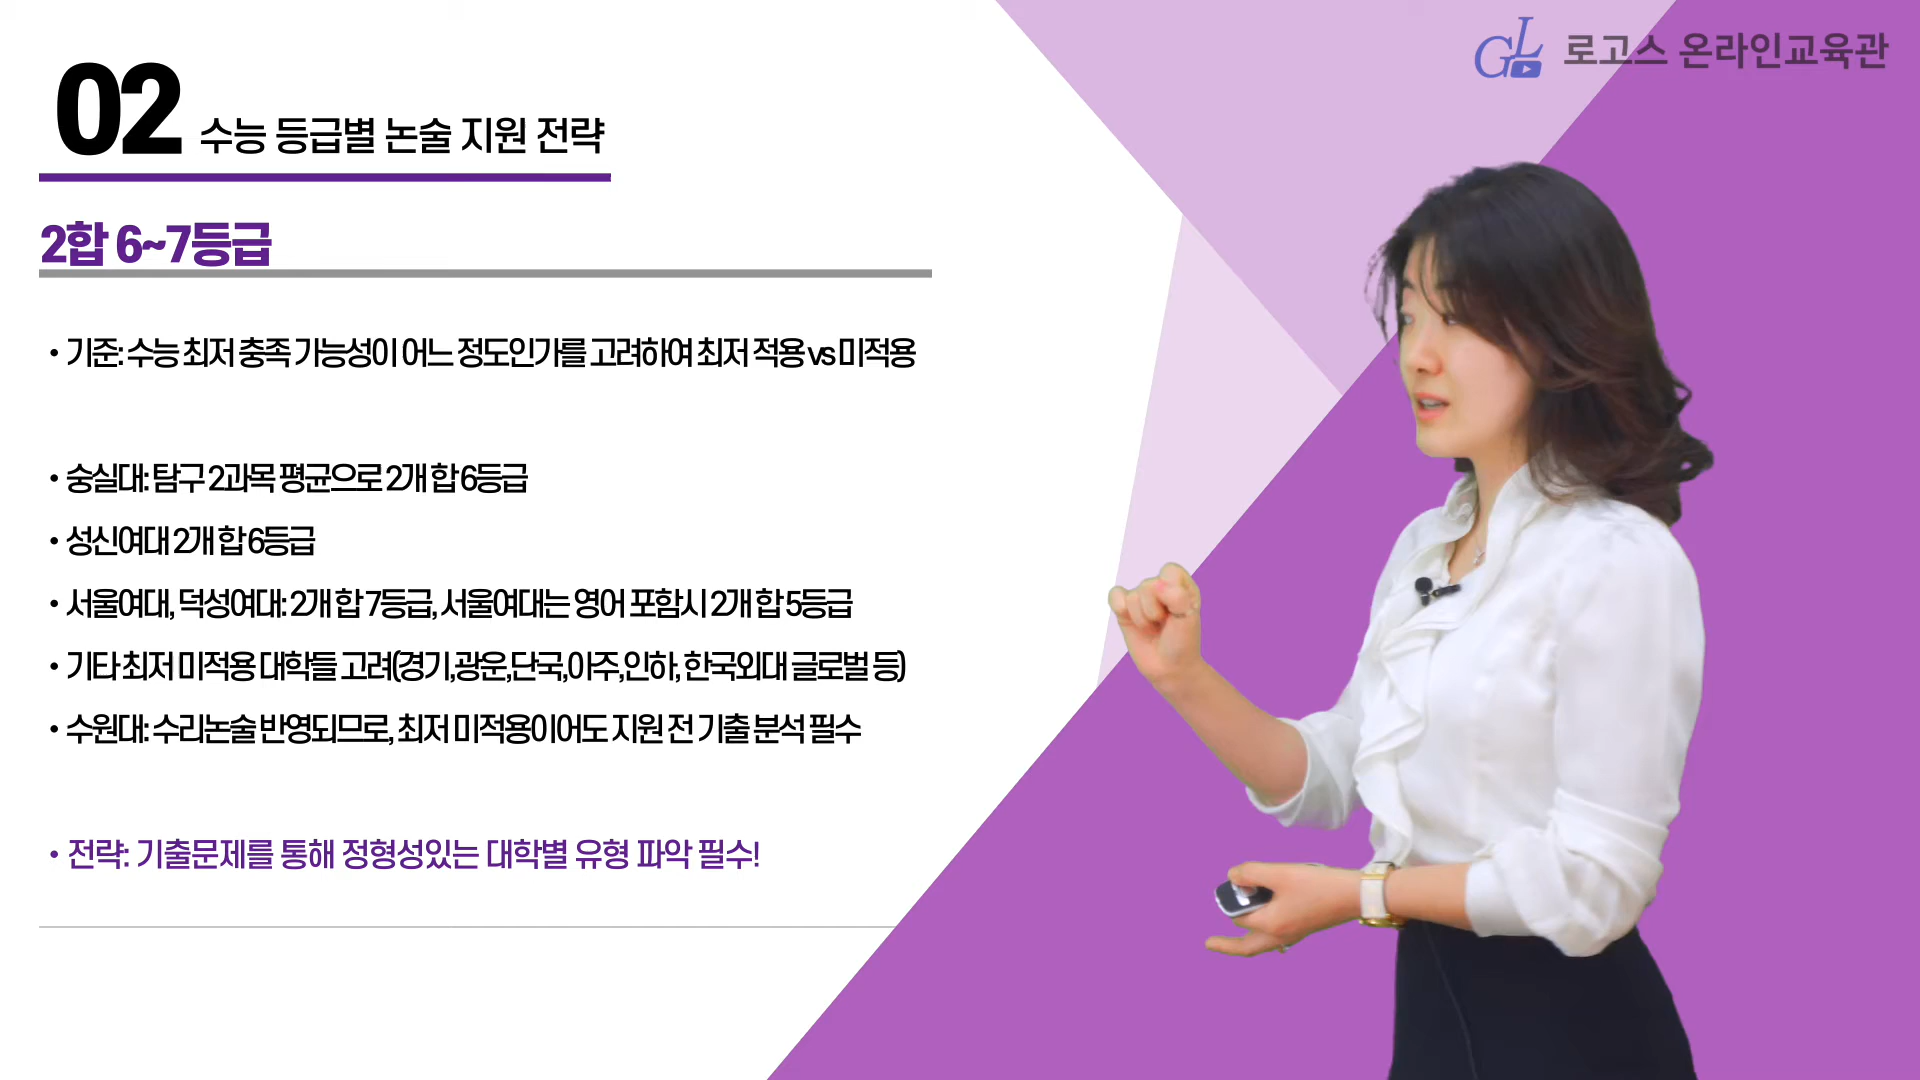 GL 로고스 온라인교육관
02 수능 등급별 논술 지원 전략
2합 6~7등급
• 기준: 수능 최저 충족 가능성이 어느 정도인가를 고려하여 최저 적용 vs 미적용
• 숭실대: 탐구 2과목 평균으로 2개 합 6등급
• 성신여대 2개 합 6등급
• 서울여대, 덕성여대: 2개 합 7등급, 서울여대는 영어 포함시 2개 합 5등급
• 기타 최저 미적용 대학들 고려(경기,광운,단국,아주,인하, 한국외대 글로벌 등)
• 수원대: 수리논술 반영되므로, 최저 미적용이어도 지원 전 기출 분석 필수
• 전략: 기출문제를 통해 정형성있는 대학별 유형 파악 필수!